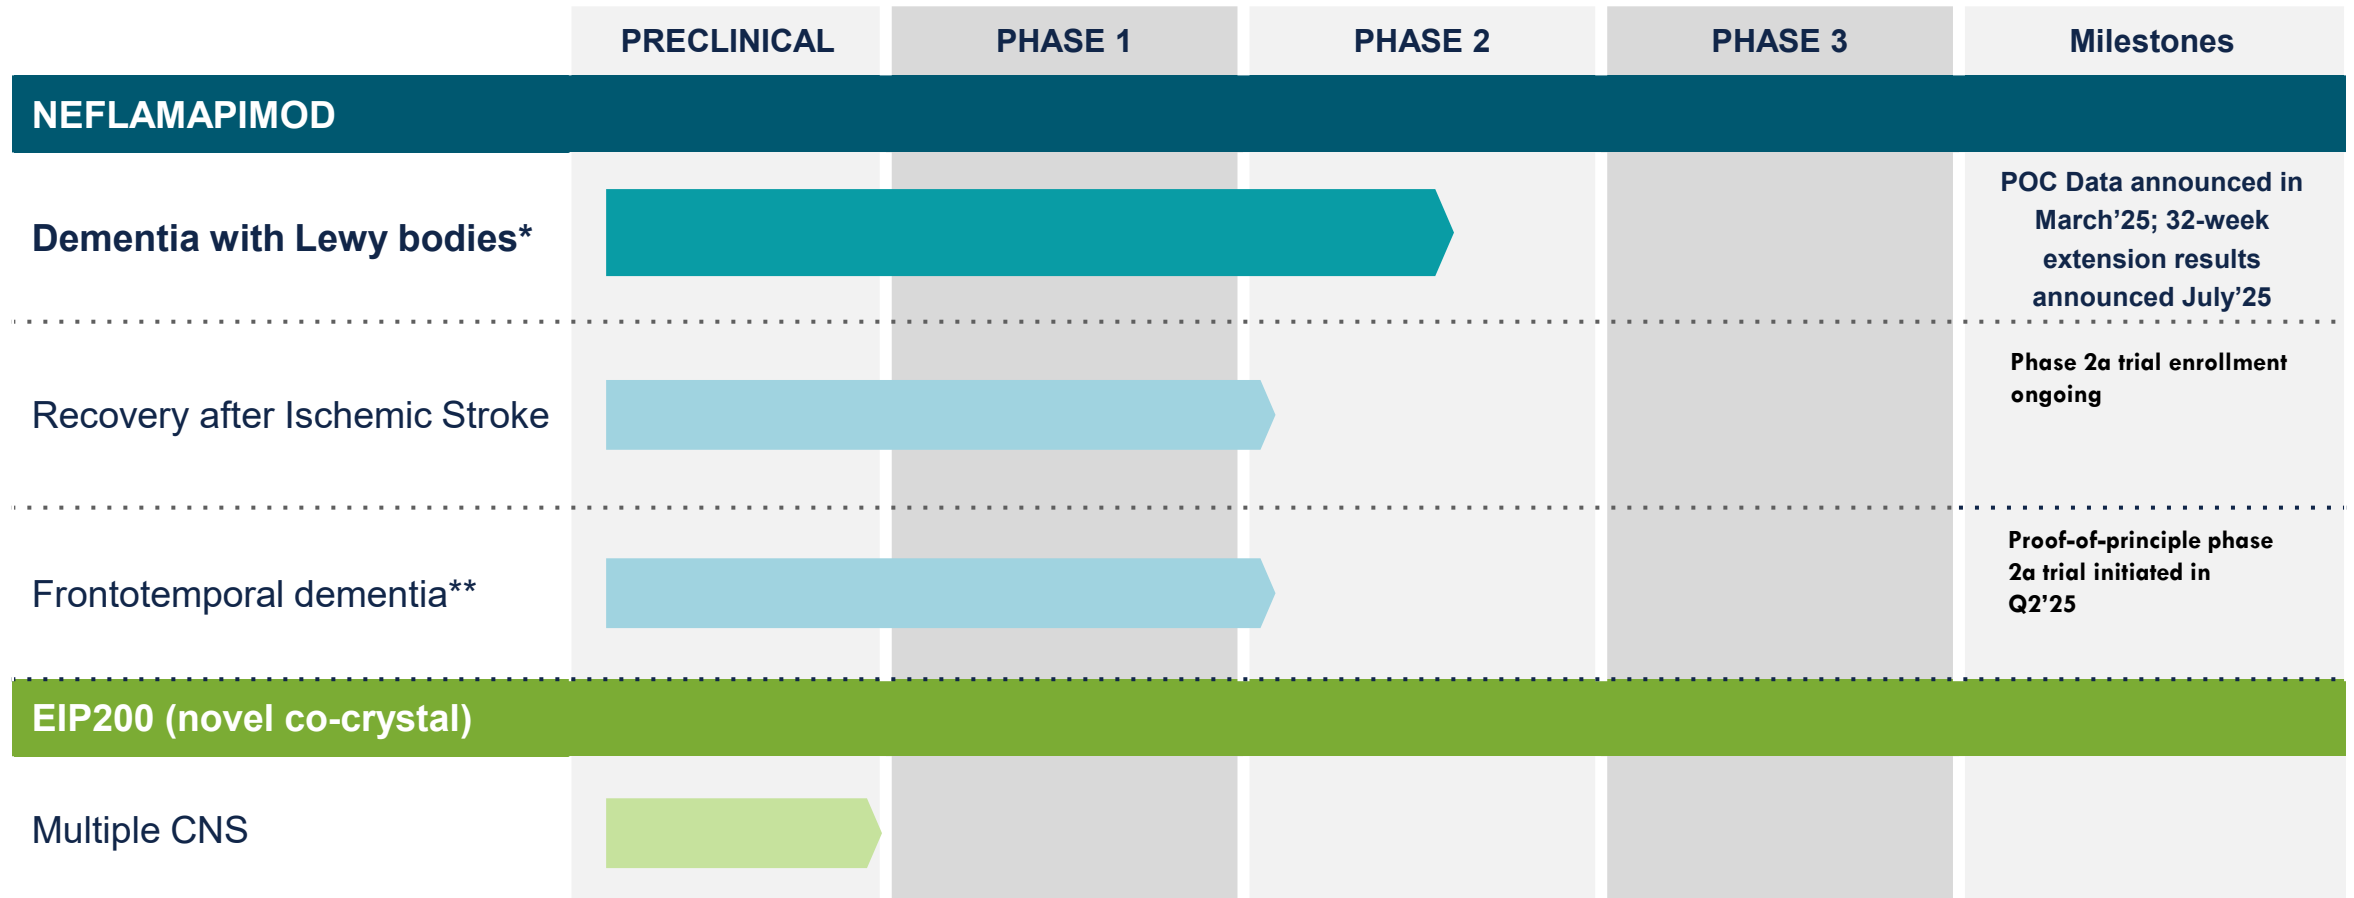 PRECLINICAL PHASE 1 PHASE 2 PHASE 3 Milestones
NEFLAMAPIMOD
Dementia with Lewy bodies*
POC Data announced in
March’25; 32-week
extension results
announced July’25
Recovery after Ischemic Stroke
Phase 2a trial enrollment
ongoing
Frontotemporal dementia**
Proof-of-principle phase
2a trial initiated in
Q2’25
EIP200 (novel co-crystal)
Multiple CNS